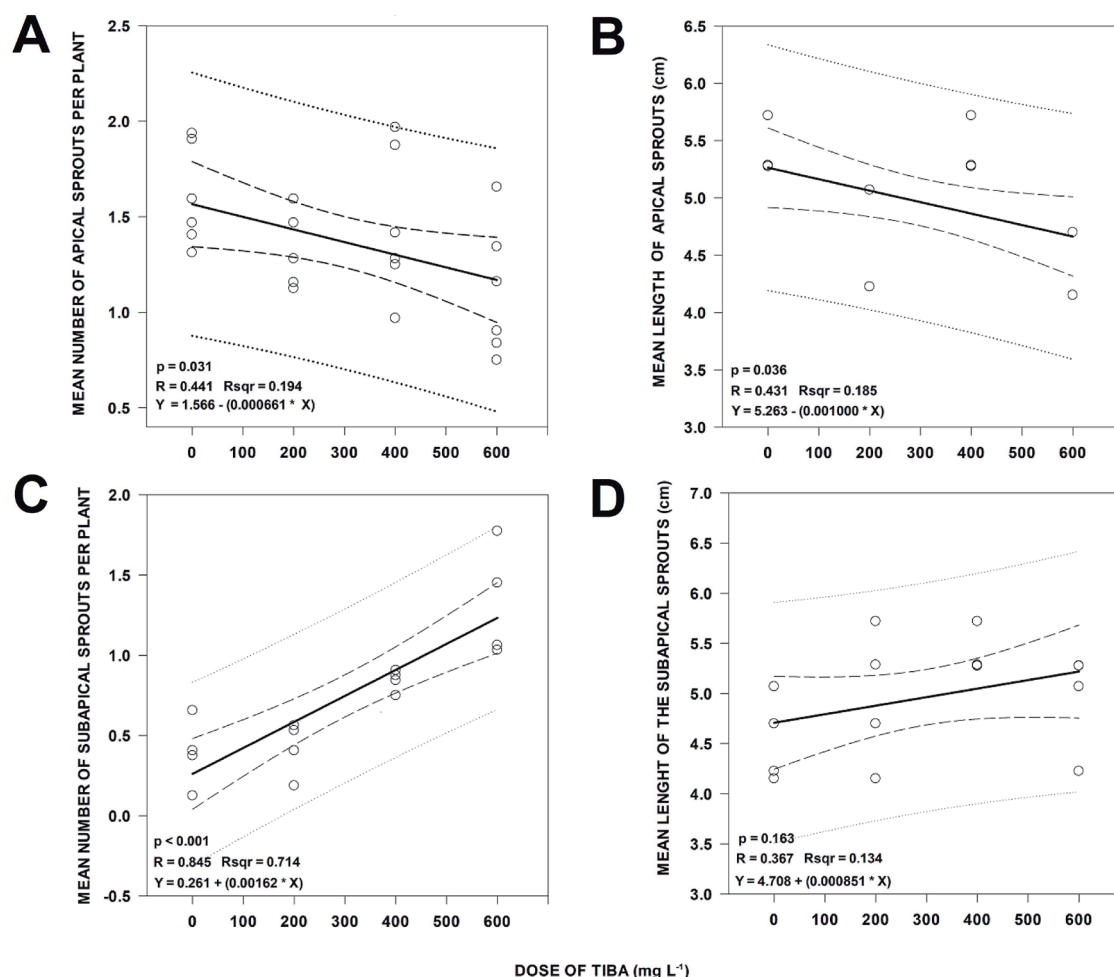 A
MEAN NUMBER OF APICAL SPROUTS PER PLANT
2.5
2.0
1.5
1.0
0.5
p = 0.031
R = 0.441 Rsqr = 0.194
Y = 1.566 – (0.000661 * X)
0 100 200 300 400 500 600
B
MEAN LENGTH OF APICAL SPROUTS (cm)
6.5
6.0
5.5
5.0
4.5
4.0
3.5
3.0
p = 0.036
R = 0.431 Rsqr = 0.185
Y = 5.263 – (0.001000 * X)
0 100 200 300 400 500 600
C
MEAN NUMBER OF SUBAPICAL SPROUTS PER PLANT
2.0
1.5
1.0
0.5
0.0
-0.5
p < 0.001
R = 0.845 Rsqr = 0.714
Y = 0.261 + (0.00162 * X)
0 100 200 300 400 500 600
D
MEAN LENGHT OF THE SUBAPICAL SPROUTS (cm)
7.0
6.5
6.0
5.5
5.0
4.5
4.0
3.5
3.0
p = 0.163
R = 0.367 Rsqr = 0.134
Y = 4.708 + (0.000851 * X)
0 100 200 300 400 500 600
DOSE OF TIBA (mg L⁻¹)